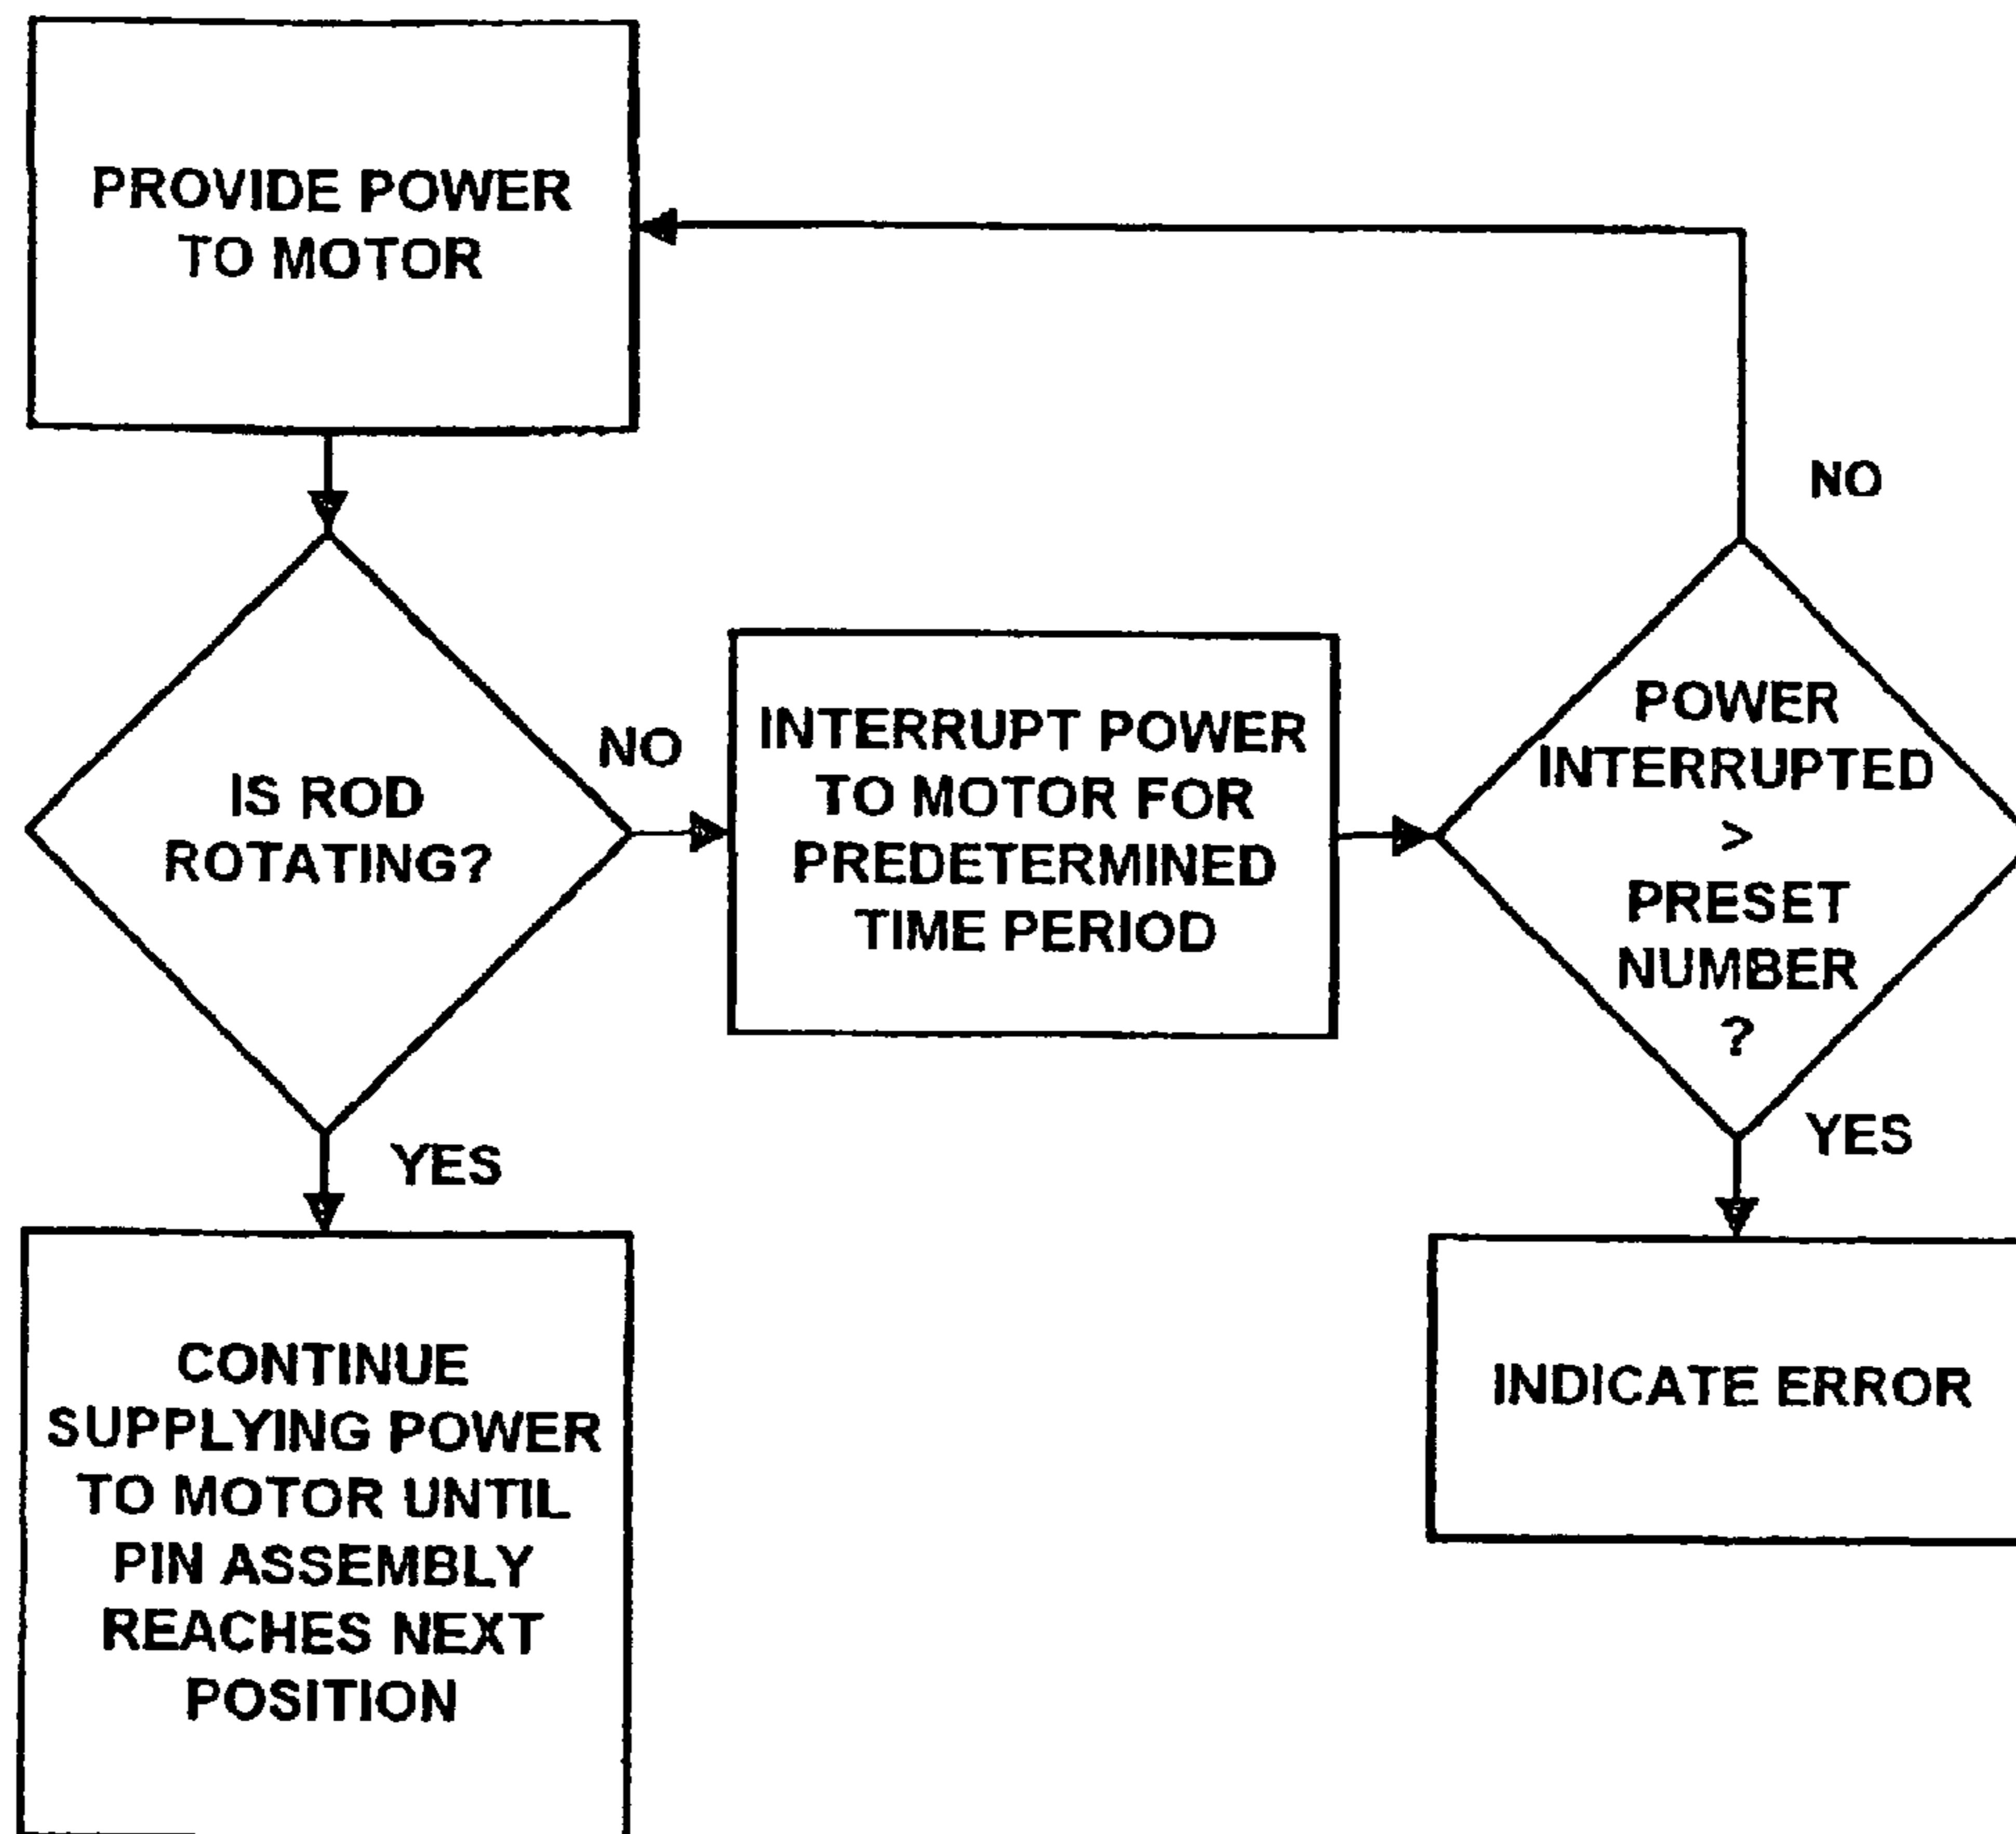 PROVIDE POWER
TO MOTOR
NO
IS ROD
ROTATING?
NO
INTERRUPT POWER
TO MOTOR FOR
PREDETERMINED
TIME PERIOD
POWER
INTERRUPTED
>
PRESET
NUMBER
?
YES
YES
CONTINUE
SUPPLYING POWER
TO MOTOR UNTIL
PIN ASSEMBLY
REACHES NEXT
POSITION
INDICATE ERROR